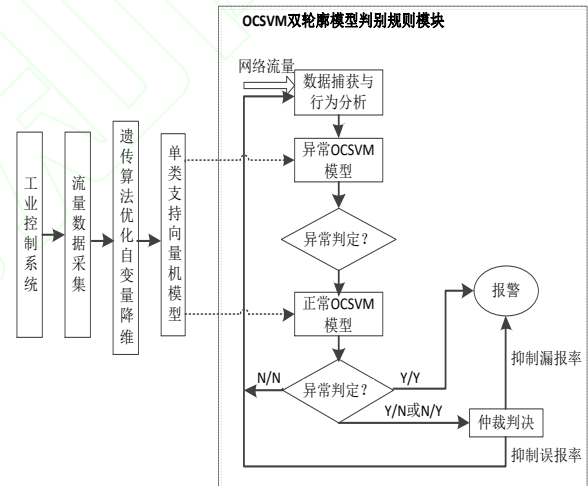 OCSVM双轮廓模型判别规则模块
网络流量
数据捕获与
行为分析
工业控制系统
流量数据采集
遗传算法优化自变量降维
单类支持向量机模型
异常OCSVM
模型
异常判定？
正常OCSVM
模型
异常判定？
N/N
Y/Y
Y/N或N/Y
报警
抑制漏报率
仲裁判决
抑制误报率